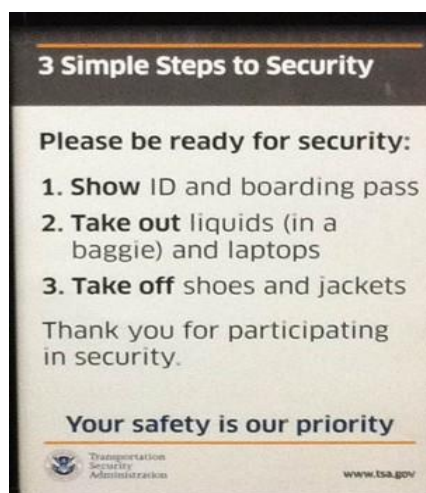 3 Simple Steps to Security
Please be ready for security:
1. Show ID and boarding pass
2. Take out liquids (in a
baggie) and laptops
3. Take off shoes and jackets
Thank you for participating
in security.
Your safety is our priority
Transportation
Security
Administration
www.tsa.gov